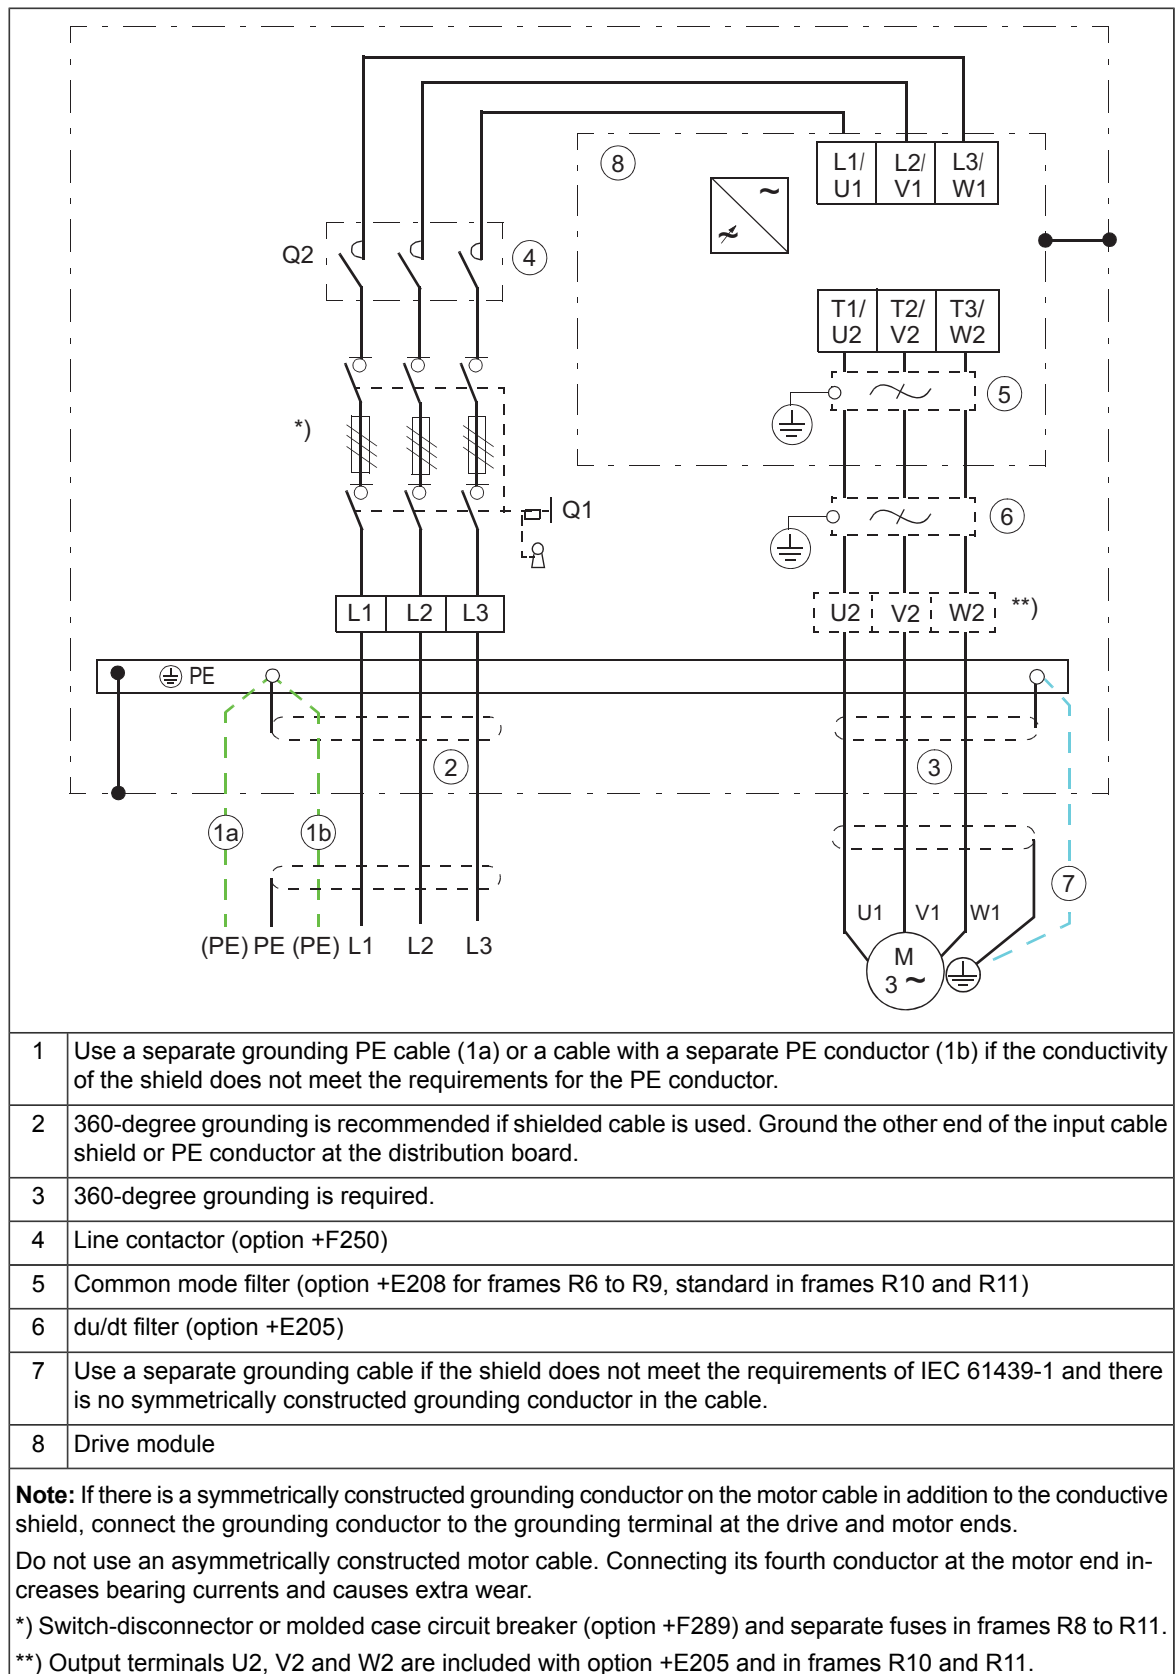 8
L1/ L2/ L3/
U1 V1 W1
Q2
4
T1/ T2/ T3/
U2 V2 W2
5
*)
Q1
6
L1 L2 L3
U2 V2 W2 **)
PE
2
3
1a 1b
7
U1 V1 W1
(PE) PE (PE) L1 L2 L3
M
3 ~
1 Use a separate grounding PE cable (1a) or a cable with a separate PE conductor (1b) if the conductivity
of the shield does not meet the requirements for the PE conductor.
2 360-degree grounding is recommended if shielded cable is used. Ground the other end of the input cable
shield or PE conductor at the distribution board.
3 360-degree grounding is required.
4 Line contactor (option +F250)
5 Common mode filter (option +E208 for frames R6 to R9, standard in frames R10 and R11)
6 du/dt filter (option +E205)
7 Use a separate grounding cable if the shield does not meet the requirements of IEC 61439-1 and there
is no symmetrically constructed grounding conductor in the cable.
8 Drive module
Note: If there is a symmetrically constructed grounding conductor on the motor cable in addition to the conductive
shield, connect the grounding conductor to the grounding terminal at the drive and motor ends.
Do not use an asymmetrically constructed motor cable. Connecting its fourth conductor at the motor end in-
creases bearing currents and causes extra wear.
*) Switch-disconnector or molded case circuit breaker (option +F289) and separate fuses in frames R8 to R11.
**) Output terminals U2, V2 and W2 are included with option +E205 and in frames R10 and R11.